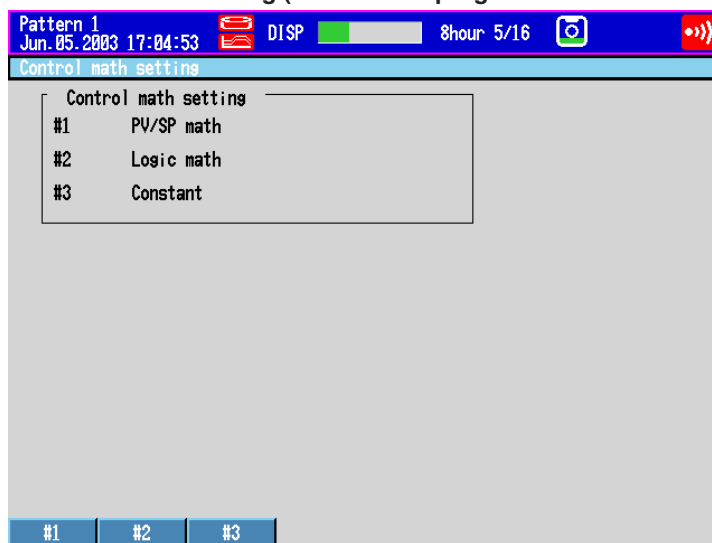 Pattern 1
Jun.05.2003 17:04:53 DISP 8hour 5/16
Control math setting
Control math setting
#1 PV/SP math
#2 Logic math
#3 Constant
#1 #2 #3